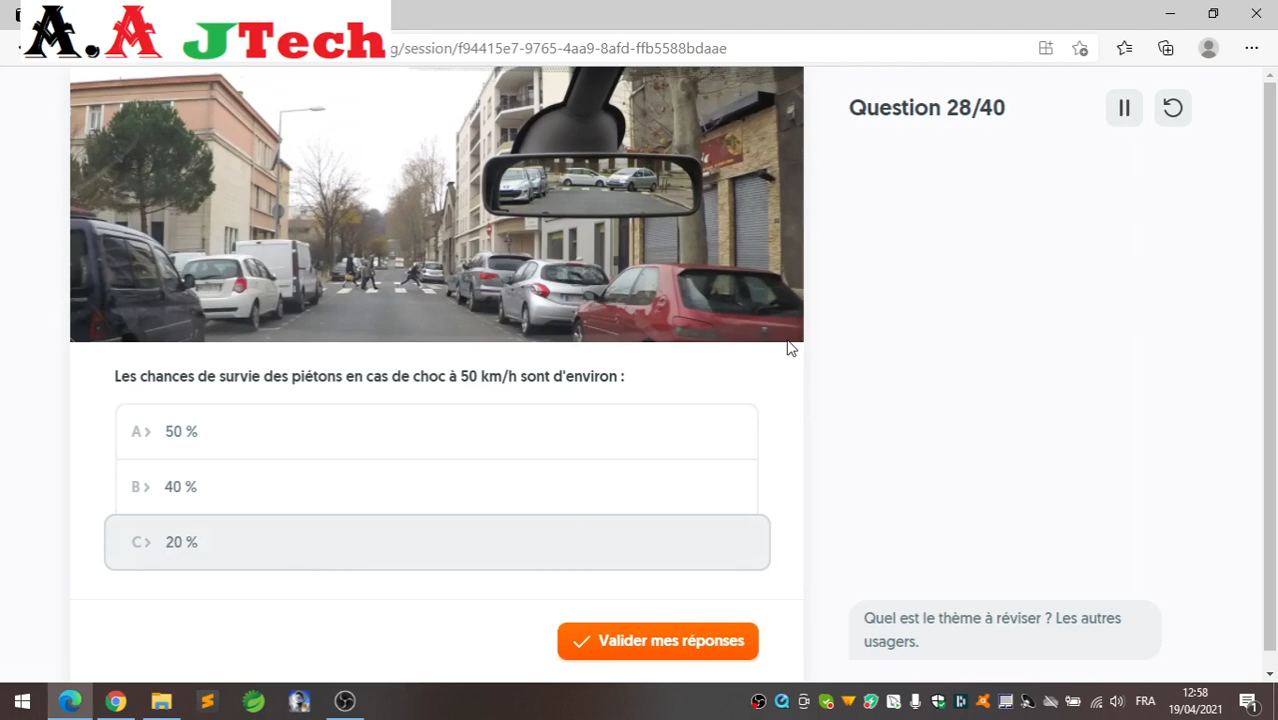 A.A JTech
g/session/f94415e7-9765-4aa9-8afd-ffb5588bdaae
Question 28/40
Les chances de survie des piétons en cas de choc à 50 km/h sont d'environ :
A > 50 %
B > 40 %
C > 20 %
Valider mes réponses
Quel est le thème à réviser ? Les autres
usagers.
FRA
12:58
19/04/2021